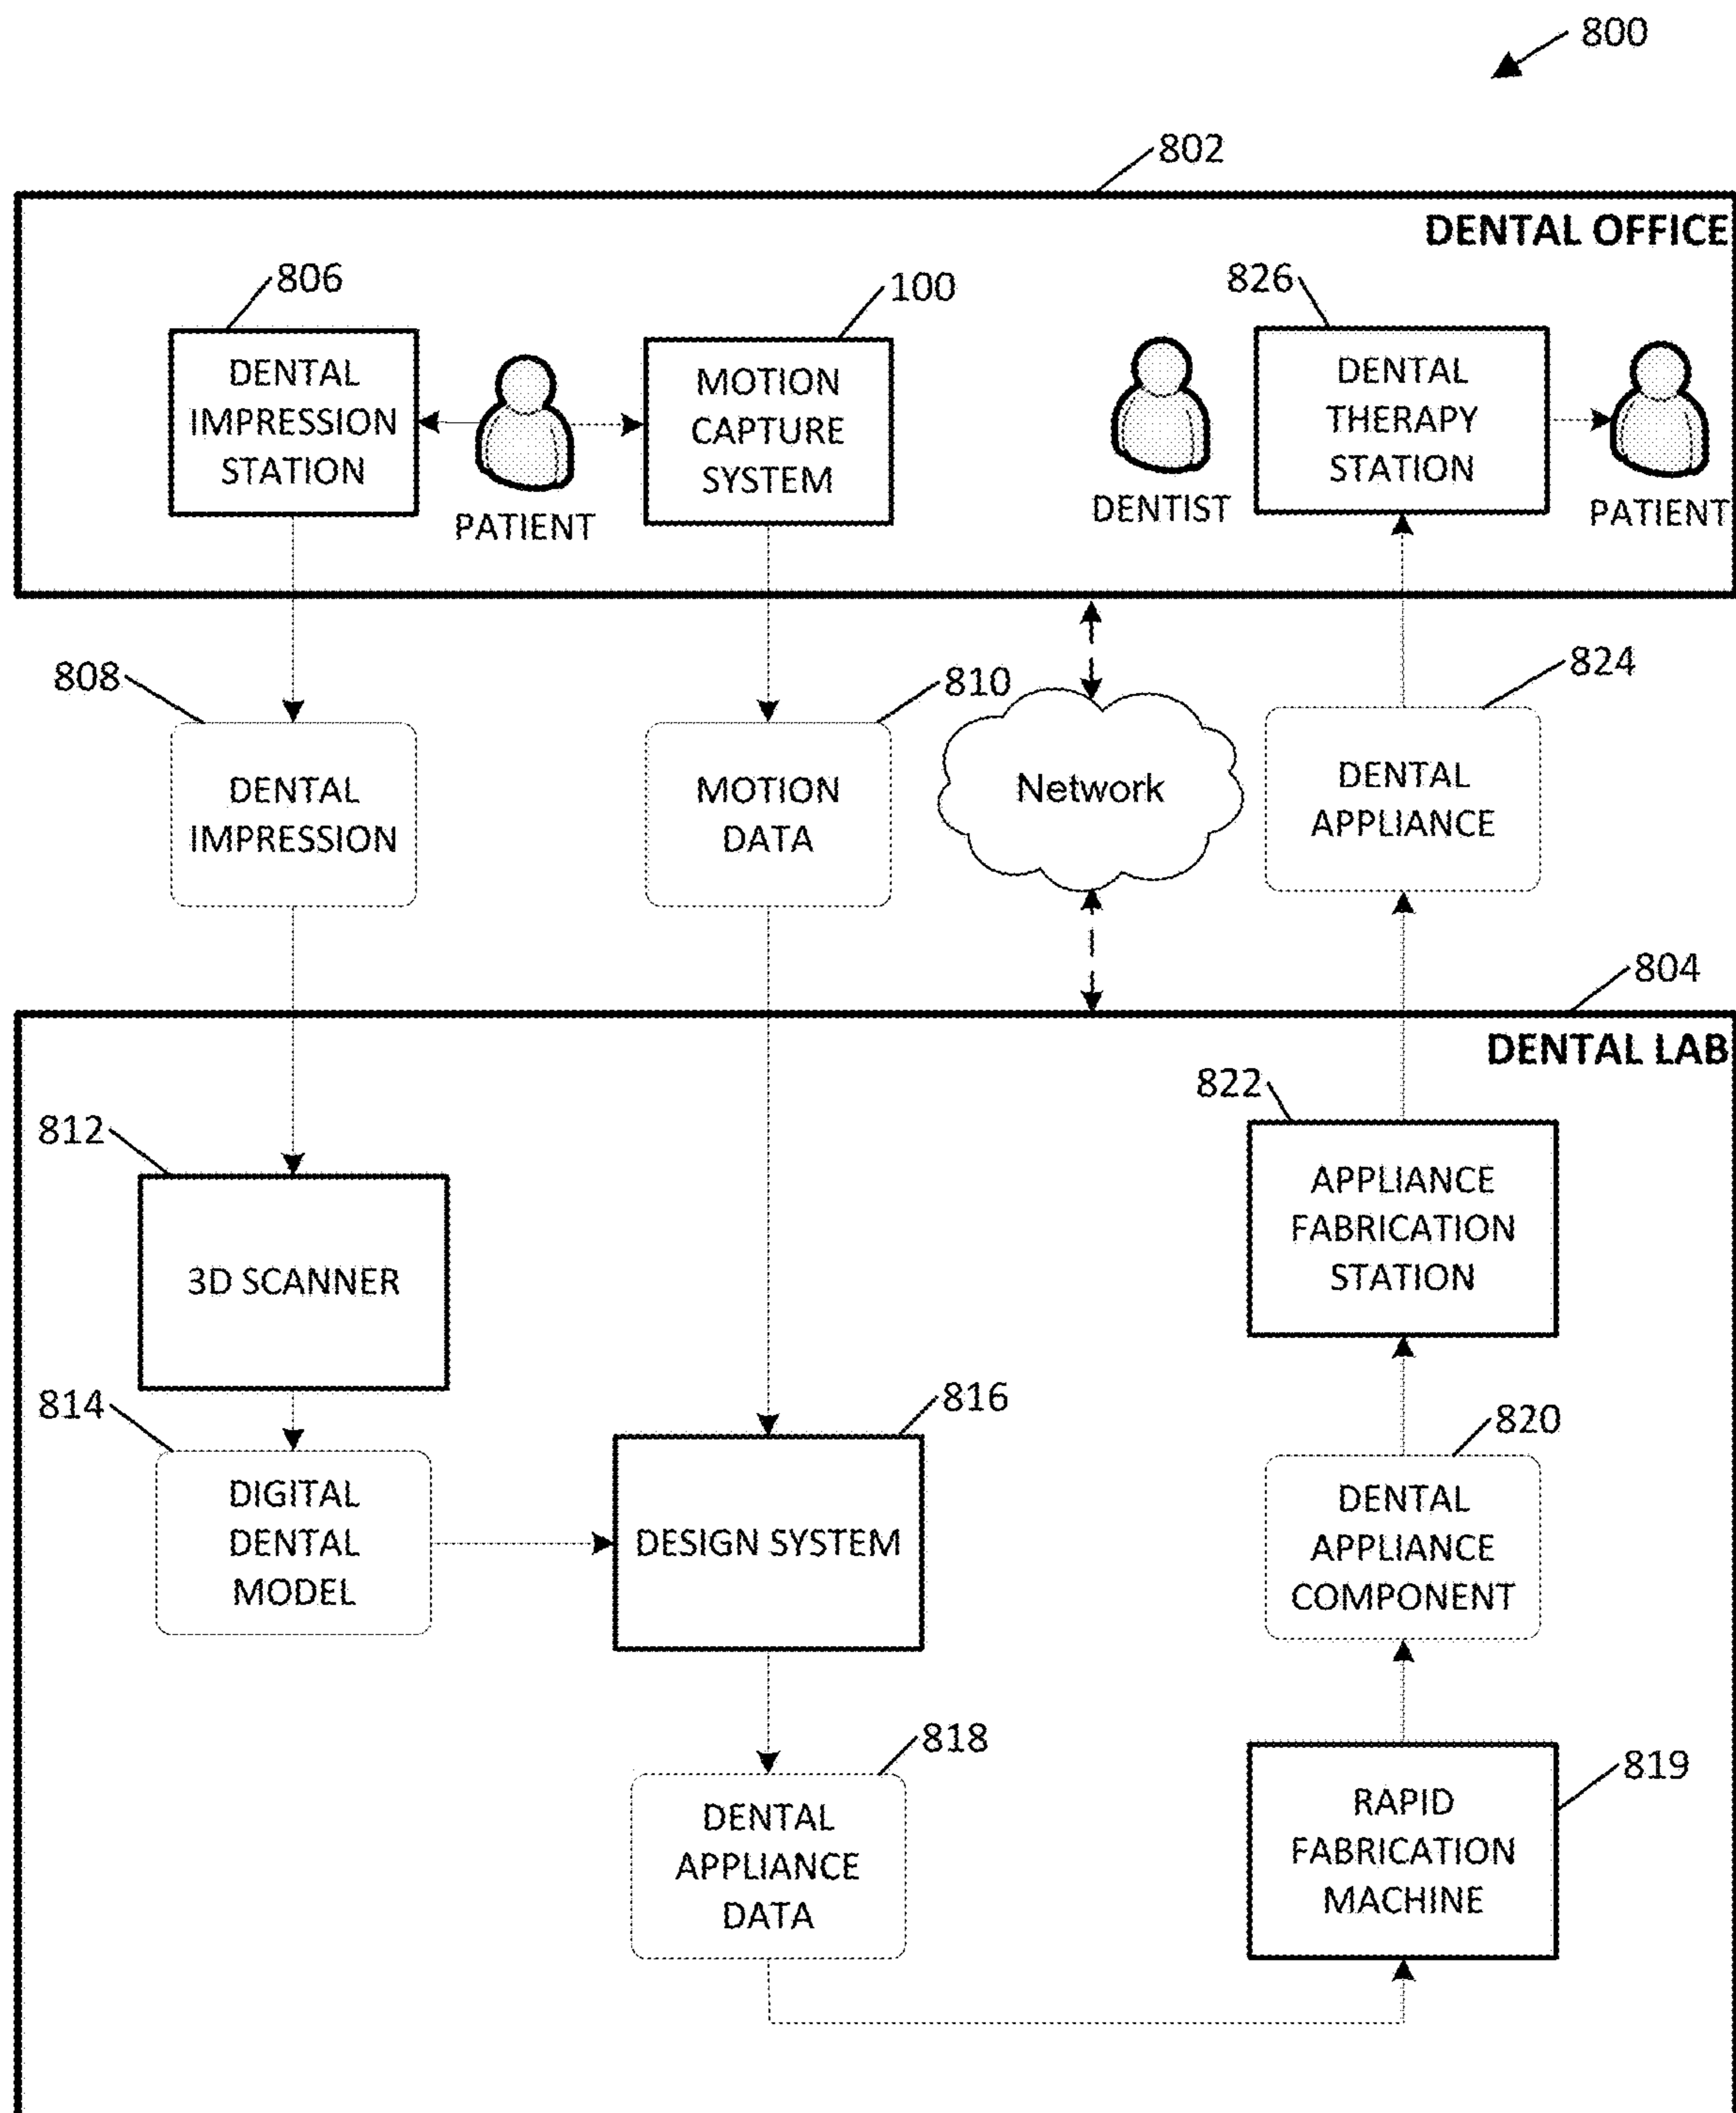 800
802
DENTAL OFFICE
806
100
826
DENTAL
IMPRESSION
STATION
PATIENT
MOTION
CAPTURE
SYSTEM
DENTIST
DENTAL
THERAPY
STATION
PATIENT
808
810
824
DENTAL
IMPRESSION
MOTION
DATA
Network
DENTAL
APPLIANCE
804
DENTAL LAB
812
822
3D SCANNER
APPLIANCE
FABRICATION
STATION
814
816
820
DIGITAL
DENTAL
MODEL
DESIGN SYSTEM
DENTAL
APPLIANCE
COMPONENT
818
819
DENTAL
APPLIANCE
DATA
RAPID
FABRICATION
MACHINE